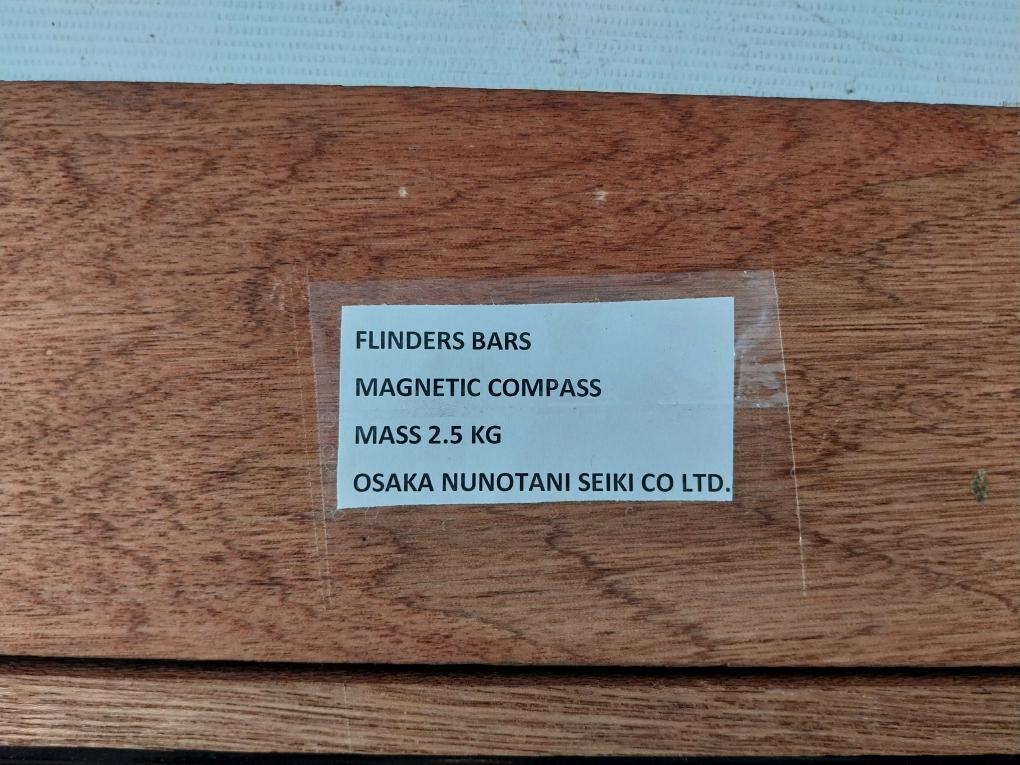 FLINDERS BARS
MAGNETIC COMPASS
MASS 2.5 KG
OSAKA NUNOTANI SEIKI CO LTD.